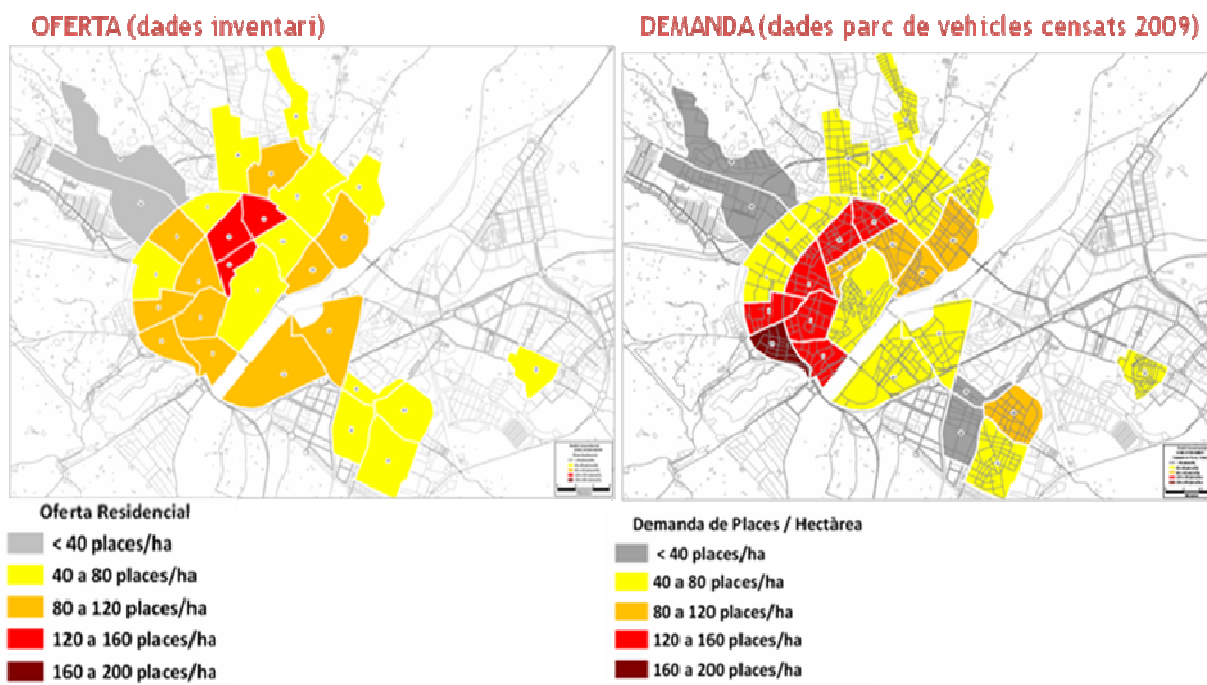 OFERTA (dades inventari)
DEMANDA (dades parc de vehicles censats 2009)
Oferta Residencial
< 40 places/ha
40 a 80 places/ha
80 a 120 places/ha
120 a 160 places/ha
160 a 200 places/ha
Demanda de Places / Hectàrea
< 40 places/ha
40 a 80 places/ha
80 a 120 places/ha
120 a 160 places/ha
160 a 200 places/ha